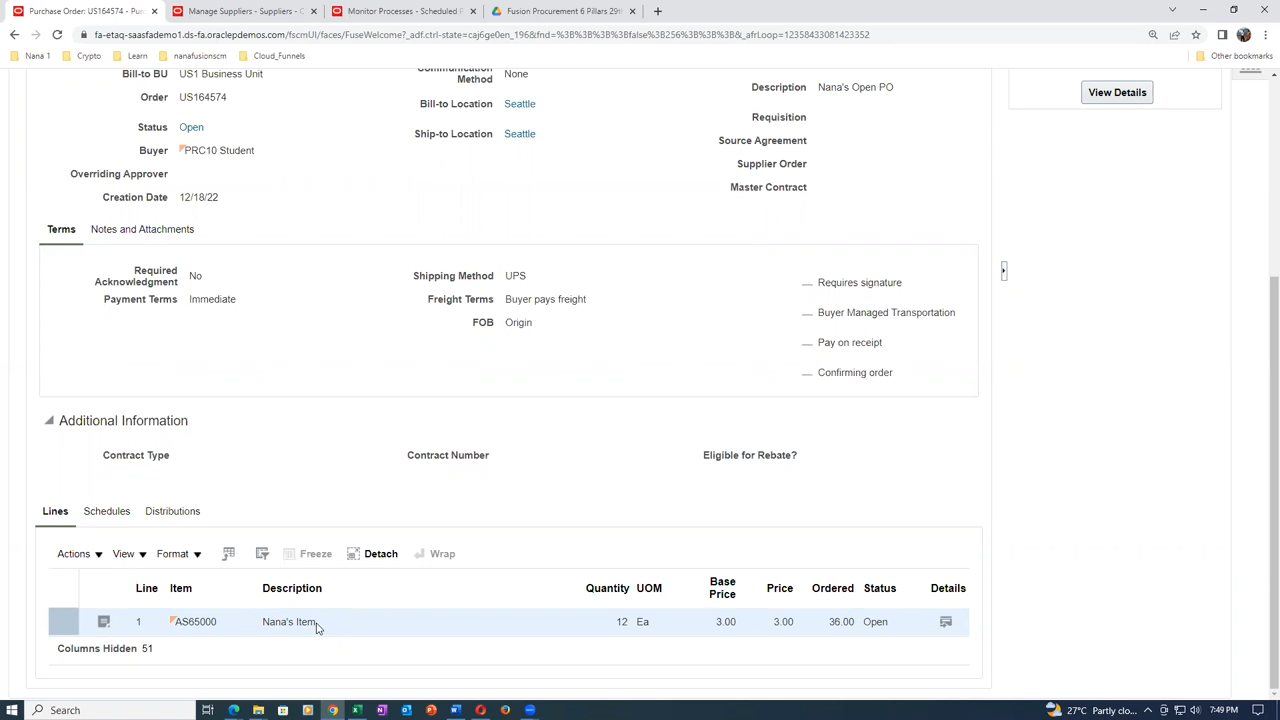 Purchase Order: US164574 - Purc
Manage Suppliers - Suppliers - C
Monitor Processes - Scheduled P
Fusion Procurement 6 Pillars 29th
fa-etaq-saasfademo1.ds-fa.oraclepdemos.com/fscmUI/faces/FuseWelcome?_adf.ctrl-state=caj6ge0en_196&fnd=%3B%3B%3B%3Bfalse%3B256%3B%3B%3B&_afrLoop=12358433081423352
Nana 1
Crypto
Learn
nanafusionscm
Cloud_Funnels
Other bookmarks
Bill-to BU US1 Business Unit
Order US164574
Status Open
Buyer PRC10 Student
Overriding Approver
Creation Date 12/18/22
Communication Method None
Bill-to Location Seattle
Ship-to Location Seattle
Description Nana's Open PO
Requisition
Source Agreement
Supplier Order
Master Contract
View Details
Terms Notes and Attachments
Required Acknowledgment No
Payment Terms Immediate
Shipping Method UPS
Freight Terms Buyer pays freight
FOB Origin
Requires signature
Buyer Managed Transportation
Pay on receipt
Confirming order
Additional Information
Contract Type Contract Number Eligible for Rebate?
Lines Schedules Distributions
Actions View Format Freeze Detach Wrap
Line Item Description Quantity UOM Base Price Price Ordered Status Details
1 AS65000 Nana's Item 12 Ea 3.00 3.00 36.00 Open
Columns Hidden 51
Search
27°C Partly clo...
7:49 PM